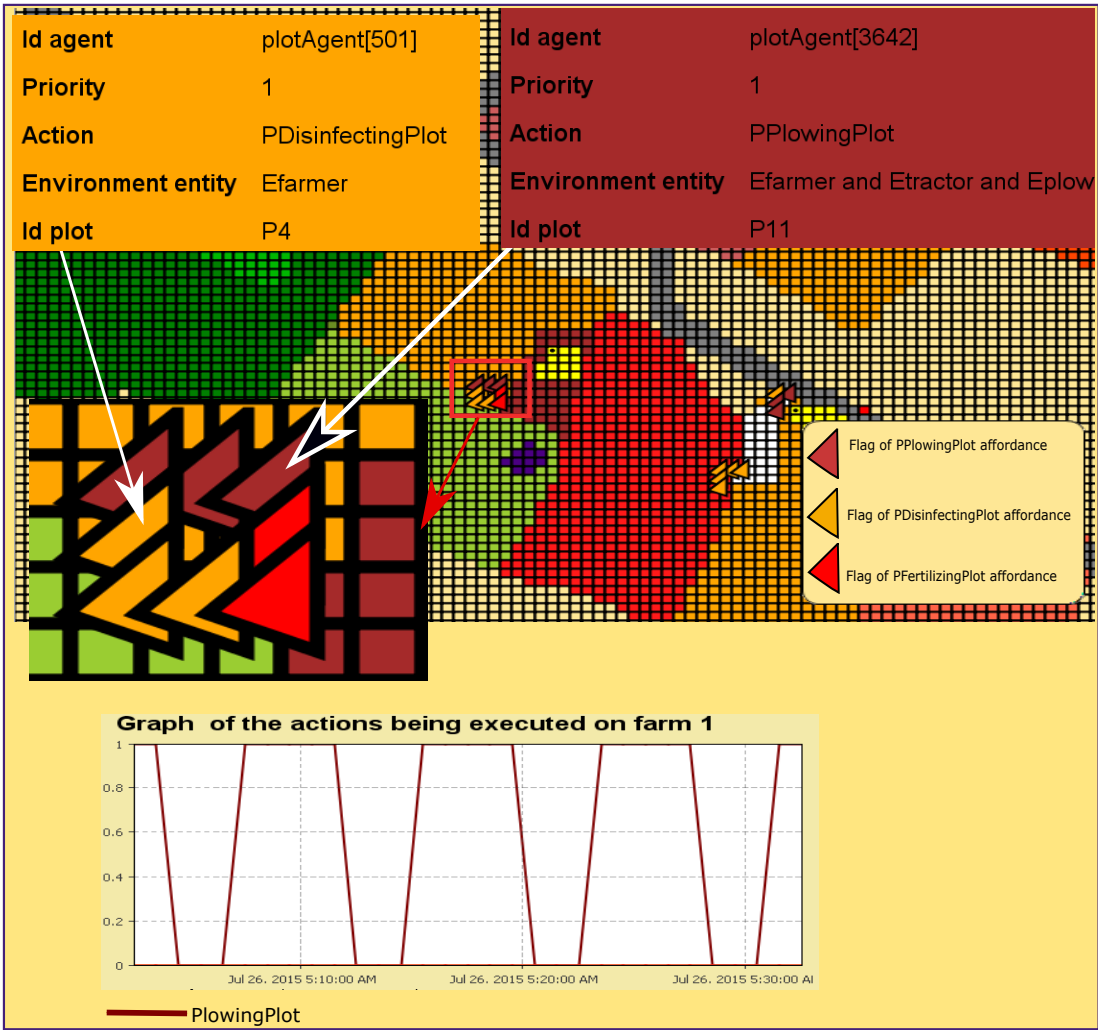 Id agent plotAgent[501]
Priority 1
Action PDisinfectingPlot
Environment entity Efarmer
Id plot P4
Id agent plotAgent[3642]
Priority 1
Action PPlowingPlot
Environment entity Efarmer and Etractor and Eplow
Id plot P11
Flag of PPlowingPlot affordance
Flag of PDisinfectingPlot affordance
Flag of PFertilizingPlot affordance
Graph of the actions being executed on farm 1
1
0.8
0.6
0.4
0.2
0
Jul 26. 2015 5:10:00 AM Jul 26. 2015 5:20:00 AM Jul 26. 2015 5:30:00 A
PlowingPlot